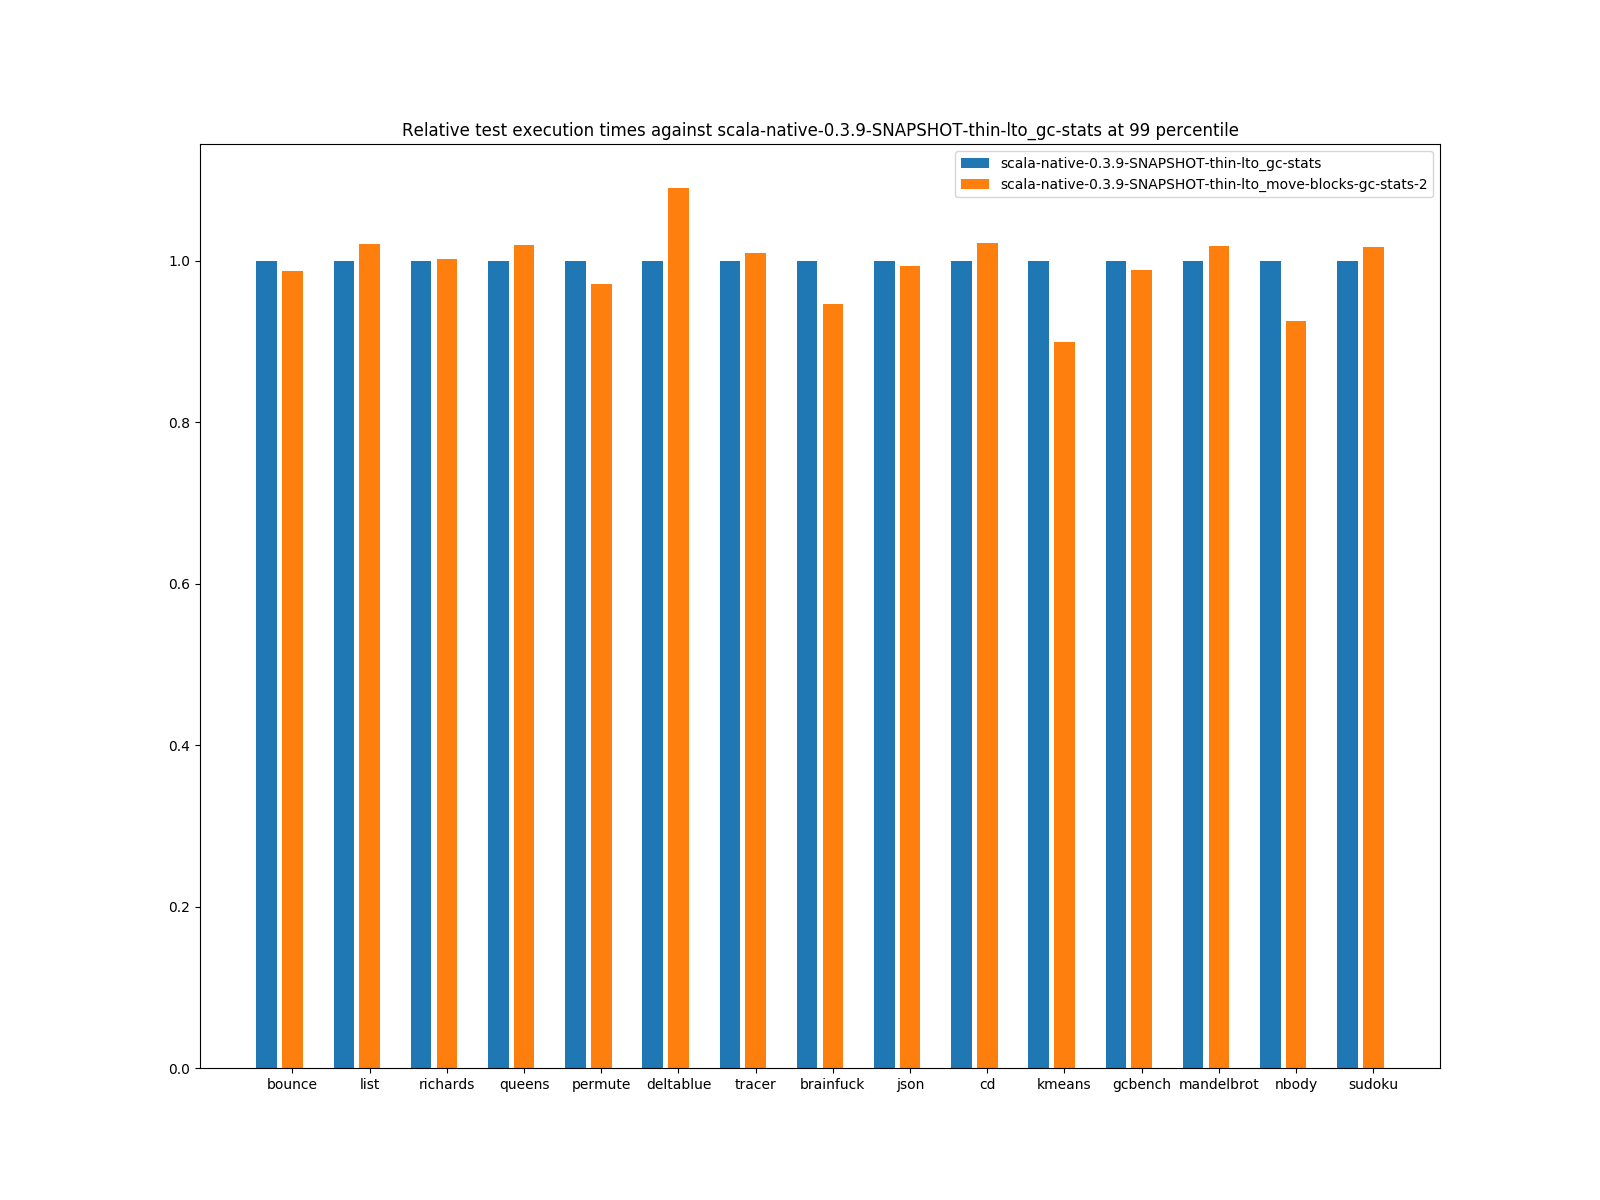 Relative test execution times against scala-native-0.3.9-SNAPSHOT-thin-lto_gc-stats at 99 percentile
scala-native-0.3.9-SNAPSHOT-thin-lto_gc-stats
scala-native-0.3.9-SNAPSHOT-thin-lto_move-blocks-gc-stats-2
1.0
0.8
0.6
0.4
0.2
0.0
bounce list richards queens permute deltablue tracer brainfuck json cd kmeans gcbench mandelbrot nbody sudoku